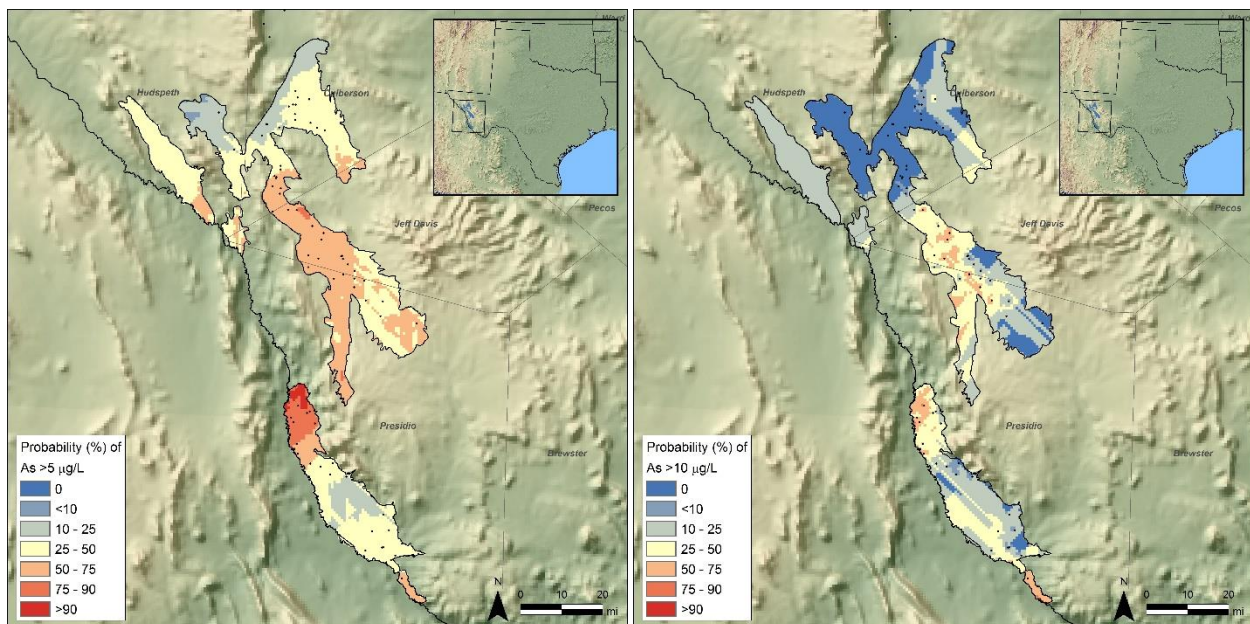 Ward
Hudspeth
Culberson
Pecos
Jeff Davis
Presidio
Brewster
Probability (%) of
As >5 µg/L
0
<10
10 - 25
25 - 50
50 - 75
75 - 90
>90
N
0 10 20
mi
Ward
Hudspeth
Culberson
Pecos
Jeff Davis
Presidio
Brewster
Probability (%) of
As >10 µg/L
0
<10
10 - 25
25 - 50
50 - 75
75 - 90
>90
N
0 10 20
mi